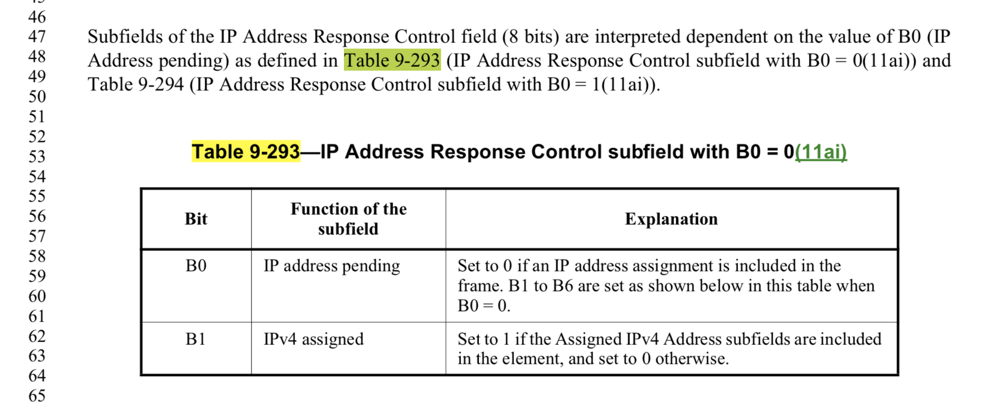 46
47 Subfields of the IP Address Response Control field (8 bits) are interpreted dependent on the value of B0 (IP
48 Address pending) as defined in Table 9-293 (IP Address Response Control subfield with B0 = 0(11ai)) and
49 Table 9-294 (IP Address Response Control subfield with B0 = 1(11ai)).
50
51
52
53 Table 9-293—IP Address Response Control subfield with B0 = 0(11ai)
54
55
56 Bit Function of the subfield Explanation
57
58 B0 IP address pending Set to 0 if an IP address assignment is included in the
59 frame. B1 to B6 are set as shown below in this table when
60 B0 = 0.
61
62 B1 IPv4 assigned Set to 1 if the Assigned IPv4 Address subfields are included
63 in the element, and set to 0 otherwise.
64
65